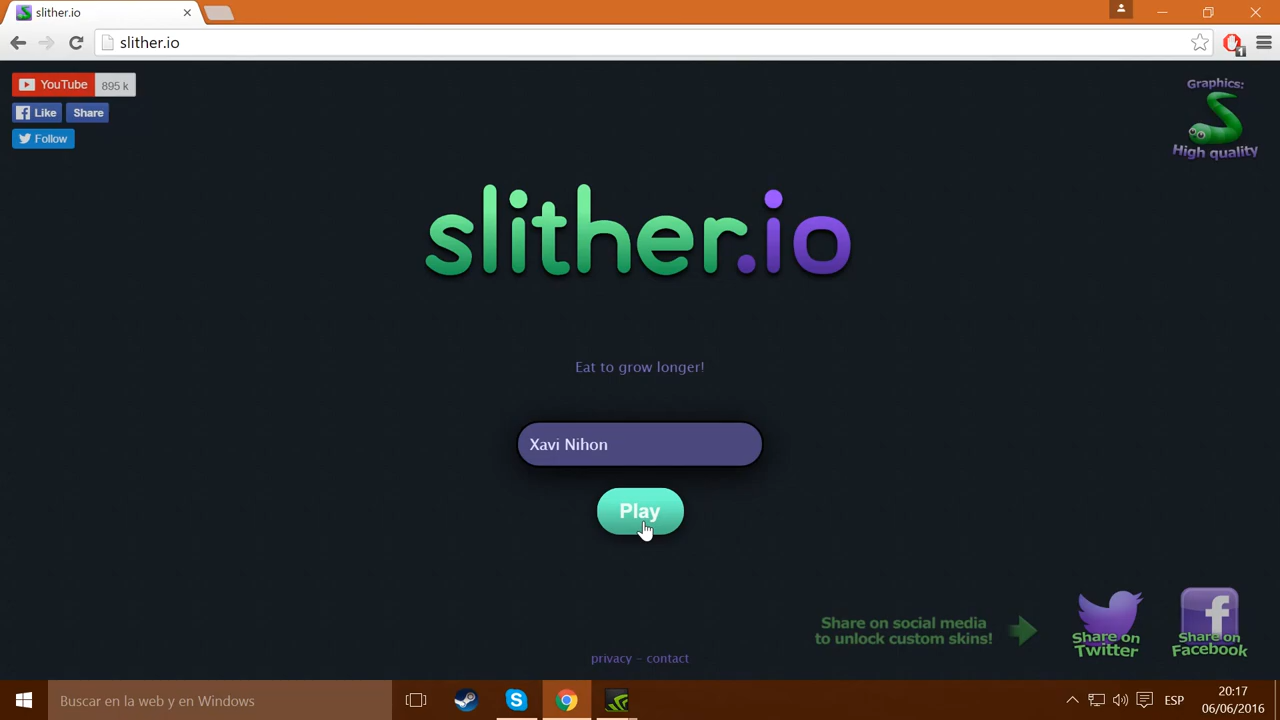 slither.io
slither.io
YouTube 895 k
Like Share
Follow
Graphics:
High quality
slither.io
Eat to grow longer!
Xavi Nihon
Play
Share on social media
to unlock custom skins!
Share on
Twitter
Share on
Facebook
privacy - contact
Buscar en la web y en Windows
ESP
20:17
06/06/2016
1